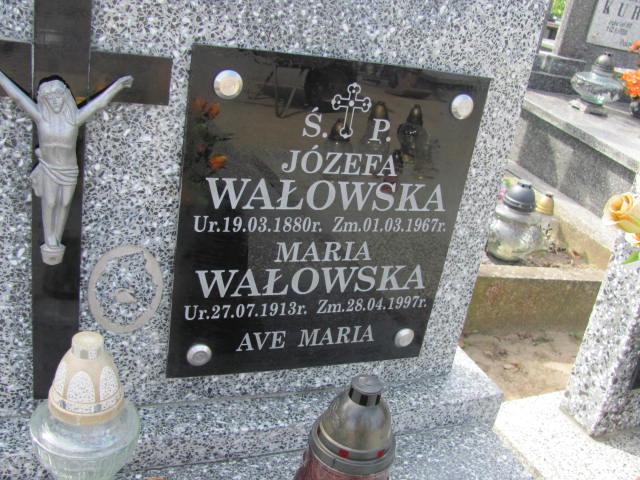 Ś. P.
JÓZEFA
WAŁOWSKA
Ur.19.03.1880r. Zm.01.03.1967r.
MARIA
WAŁOWSKA
Ur.27.07.1913r. Zm.28.04.1997r.
AVE MARIA